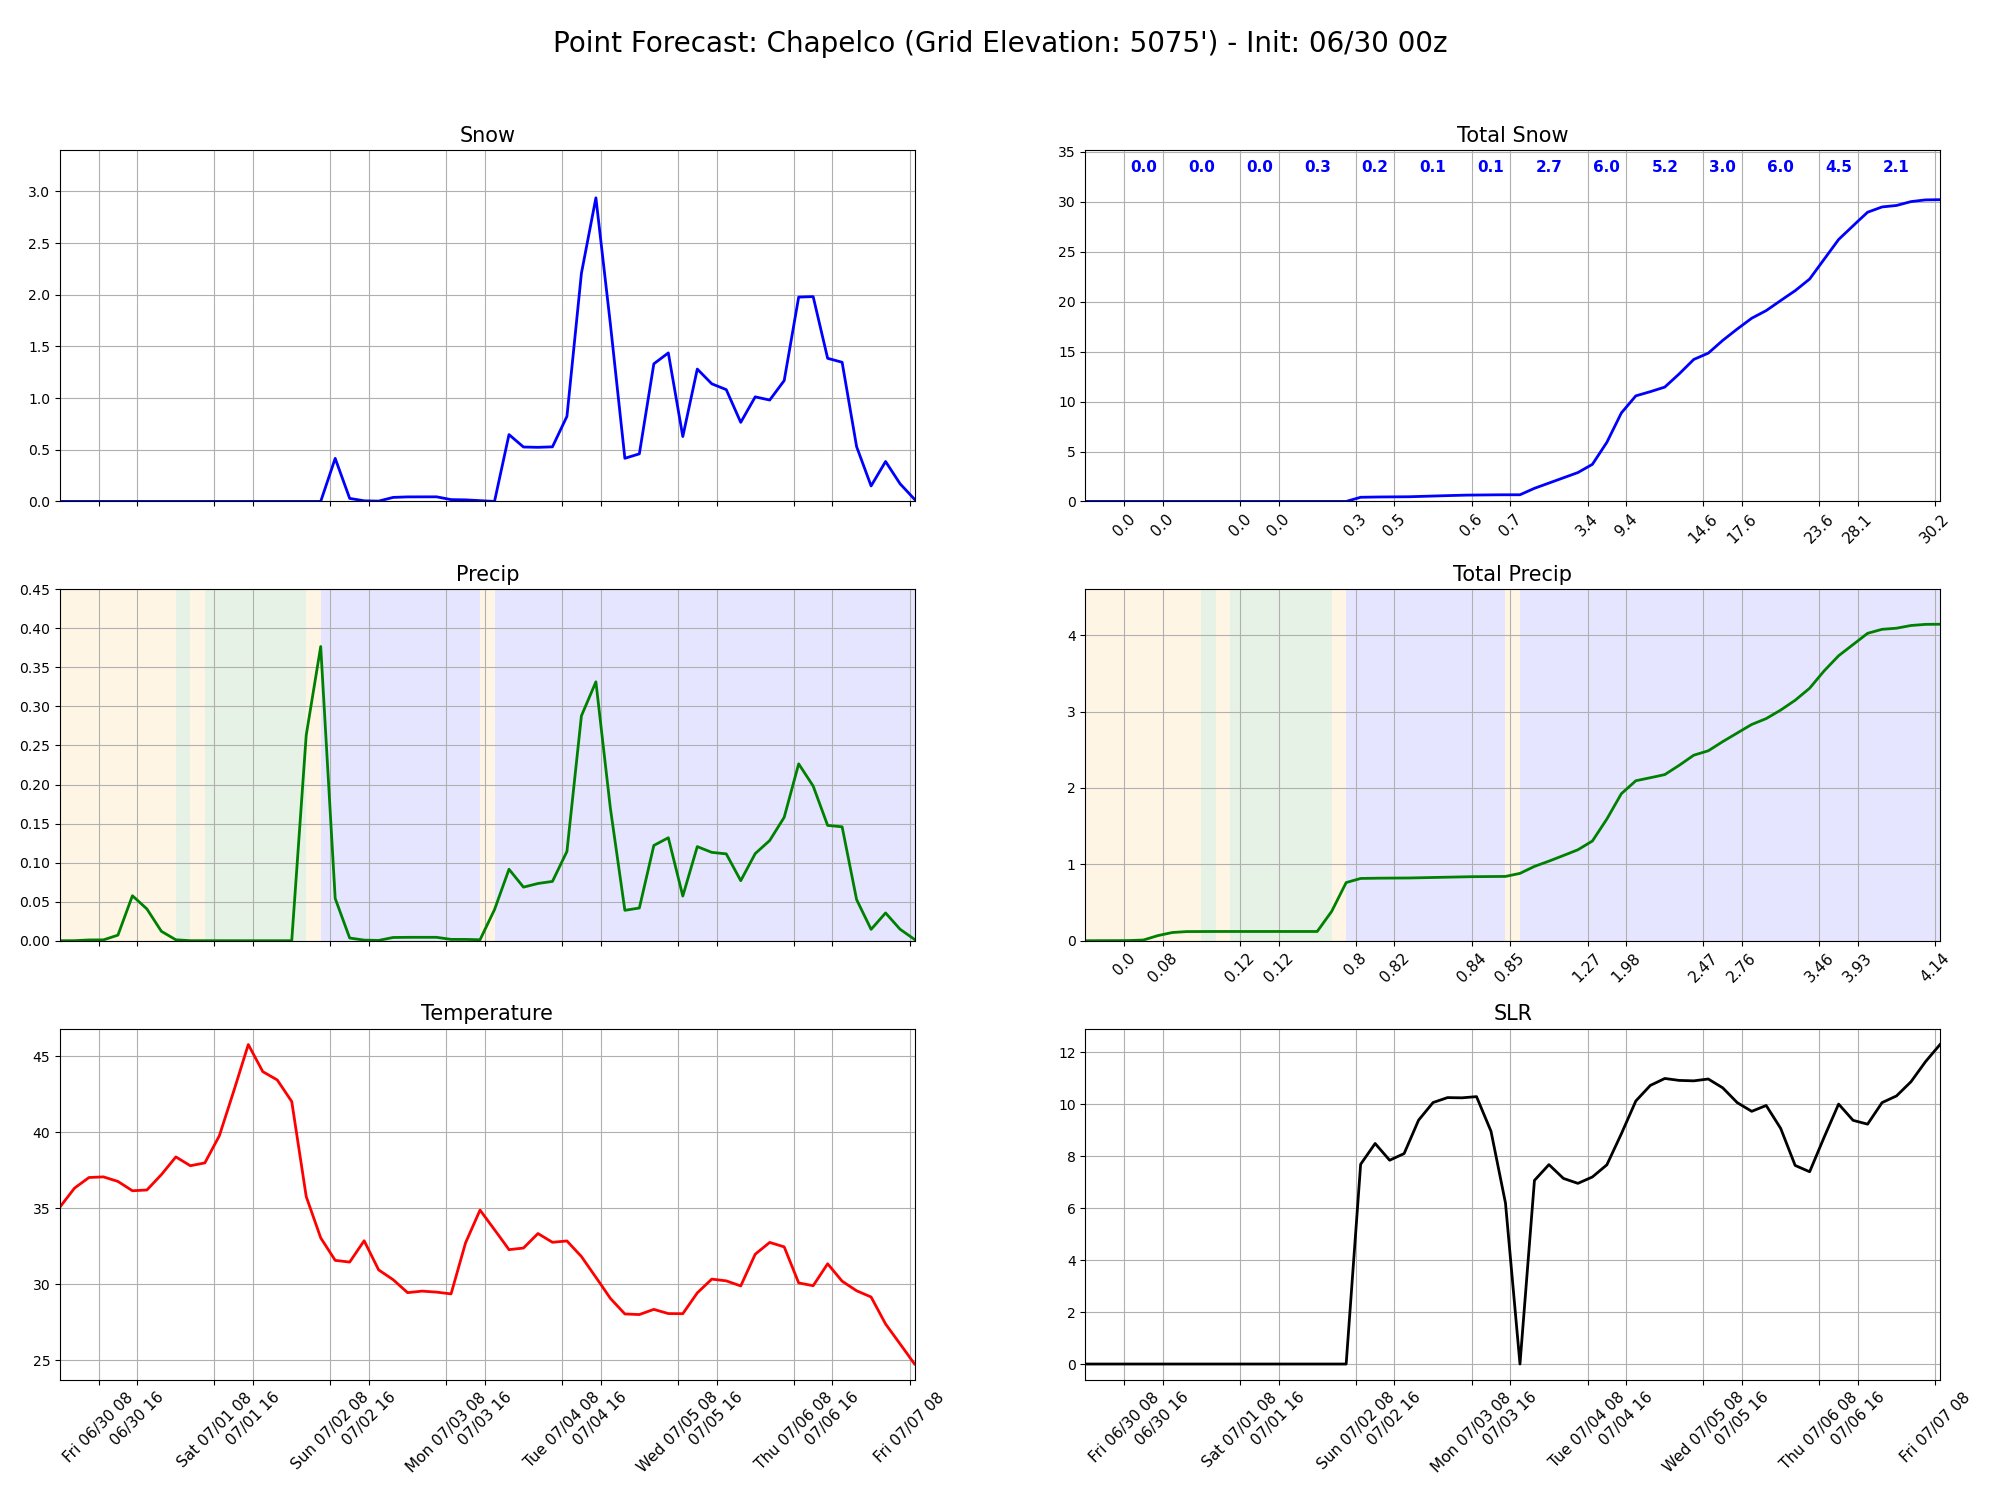 Point Forecast: Chapelco (Grid Elevation: 5075') - Init: 06/30 00z
Snow
3.0
2.5
2.0
1.5
1.0
0.5
0.0
Total Snow
0.0 0.0 0.0 0.3 0.2 0.1 0.1 2.7 6.0 5.2 3.0 6.0 4.5 2.1
35
30
25
20
15
10
5
0
0.0 0.0 0.0 0.0 0.3 0.5 0.6 0.7 3.4 9.4 14.6 17.6 23.6 28.1 30.2
Precip
0.45
0.40
0.35
0.30
0.25
0.20
0.15
0.10
0.05
0.00
Total Precip
4
3
2
1
0
0.0 0.08 0.12 0.12 0.8 0.82 0.84 0.85 1.27 1.98 2.47 2.76 3.46 3.93 4.14
Temperature
45
40
35
30
25
Fri 06/30 08
06/30 16
Sat 07/01 08
07/01 16
Sun 07/02 08
07/02 16
Mon 07/03 08
07/03 16
Tue 07/04 08
07/04 16
Wed 07/05 08
07/05 16
Thu 07/06 08
07/06 16
Fri 07/07 08
SLR
12
10
8
6
4
2
0
Fri 06/30 08
06/30 16
Sat 07/01 08
07/01 16
Sun 07/02 08
07/02 16
Mon 07/03 08
07/03 16
Tue 07/04 08
07/04 16
Wed 07/05 08
07/05 16
Thu 07/06 08
07/06 16
Fri 07/07 08